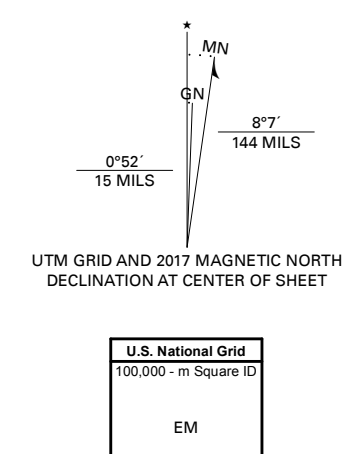 ★
MN
GN
8°7´
144 MILS
0°52´
15 MILS
UTM GRID AND 2017 MAGNETIC NORTH
DECLINATION AT CENTER OF SHEET
U.S. National Grid
100,000 - m Square ID
EM